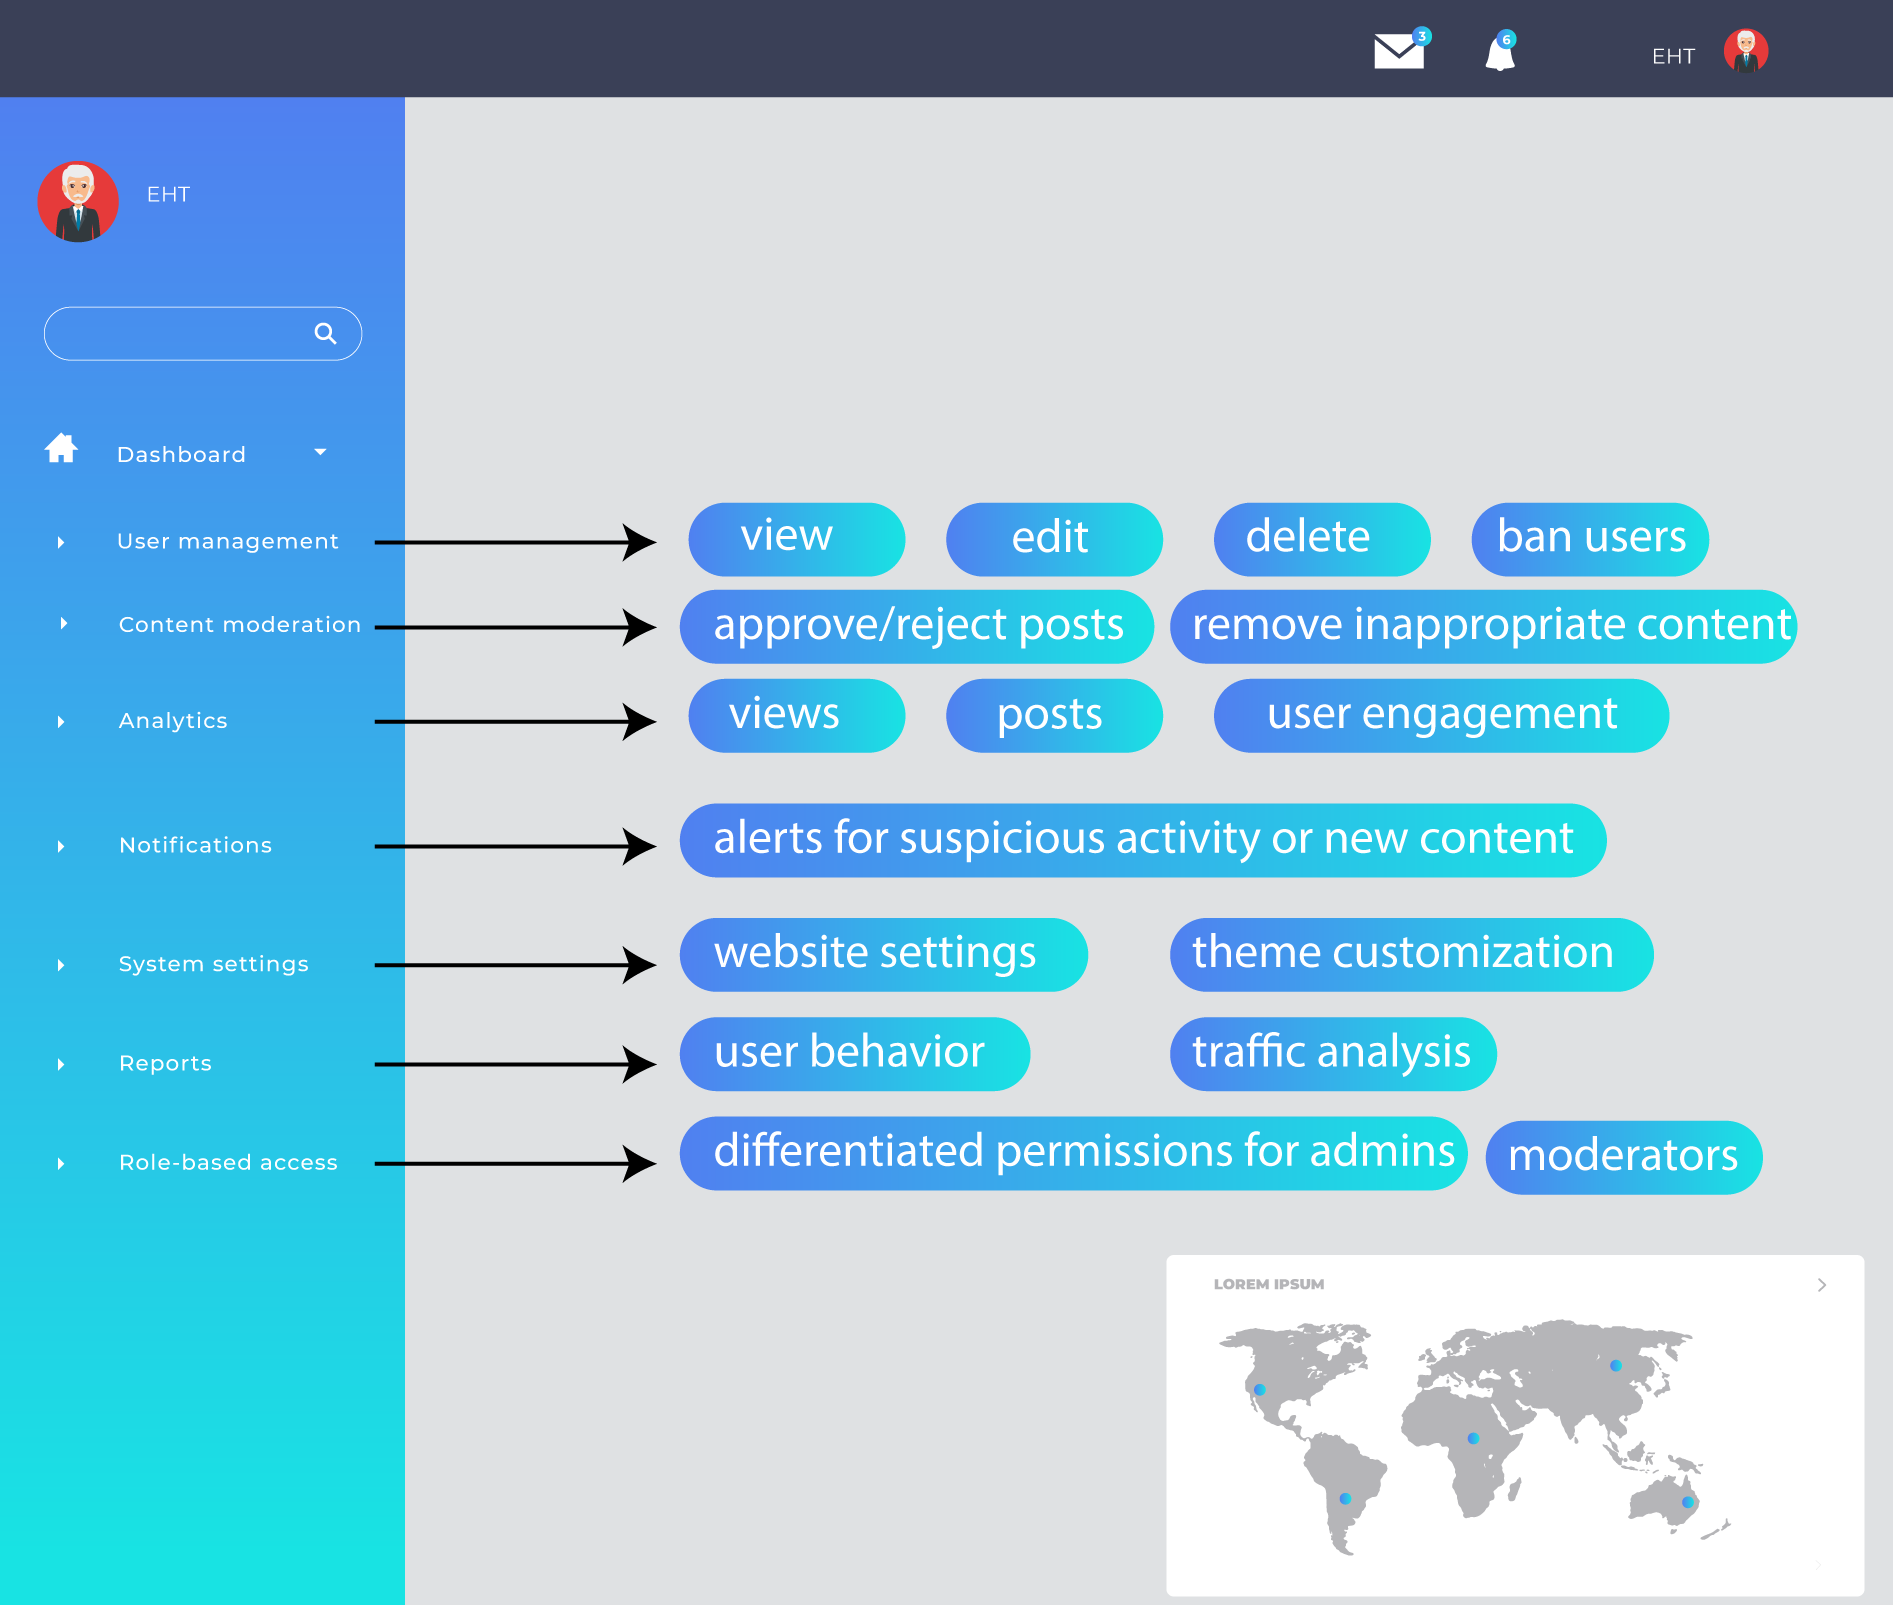 3
6
EHT
EHT
Dashboard
User management
view
edit
delete
ban users
Content moderation
approve/reject posts
remove inappropriate content
Analytics
views
posts
user engagement
Notifications
alerts for suspicious activity or new content
System settings
website settings
theme customization
Reports
user behavior
traffic analysis
Role-based access
differentiated permissions for admins
moderators
LOREM IPSUM